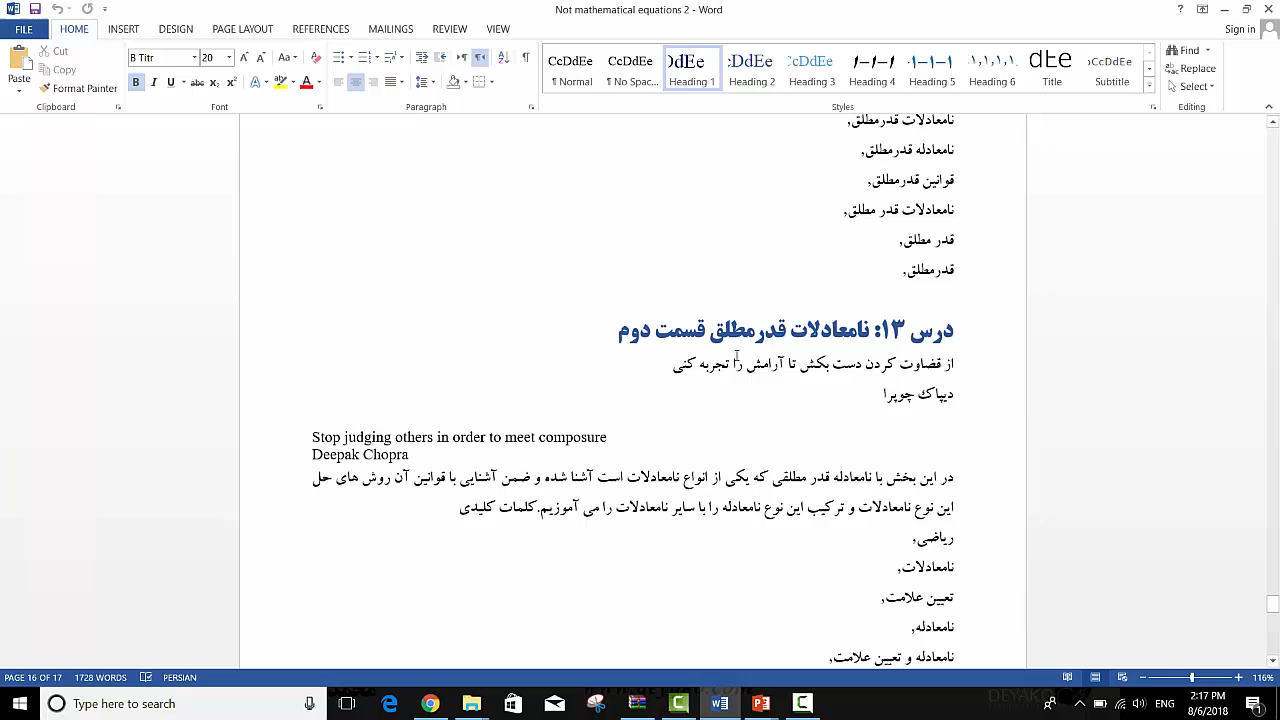 Not mathematical equations 2 - Word
Sign in
FILE HOME INSERT DESIGN PAGE LAYOUT REFERENCES MAILINGS REVIEW VIEW
Paste
Cut
Copy
Format Painter
Clipboard
B Titr 20
Font
Paragraph
CcDdEe CcDdEe DdEe CcDdEe CcDdEe CcDdEe
¶ Normal ¶ No Spac... Heading 1 Heading 2 Heading 3 Heading 4 Heading 5 Heading 6 Title Subtitle
Styles
Find
Replace
Select
Editing
نامعادلات قدرمطلق,
نامعادله قدرمطلق,
قوانین قدرمطلق,
نامعادلات قدر مطلق,
قدر مطلق,
قدرمطلق,
درس ۱۳: نامعادلات قدرمطلق قسمت دوم
از قضاوت کردن دست بکش تا آرامش را تجربه کنی
دیپاک چوپرا
Stop judging others in order to meet composure
Deepak Chopra
در این بخش با نامعادله قدر مطلقی که یکی از انواع نامعادلات است آشنا شده و ضمن آشنایی با قوانین آن روش های حل
این نوع نامعادلات و ترکیب این نوع نامعادله را با سایر نامعادلات را می آموزیم.کلمات کلیدی
ریاضی,
نامعادلات,
تعیین علامت,
نامعادله,
نامعادله و تعیین علامت,
PAGE 16 OF 17 1728 WORDS PERSIAN 116%
Type here to search
ENG
2:17 PM
8/6/2018